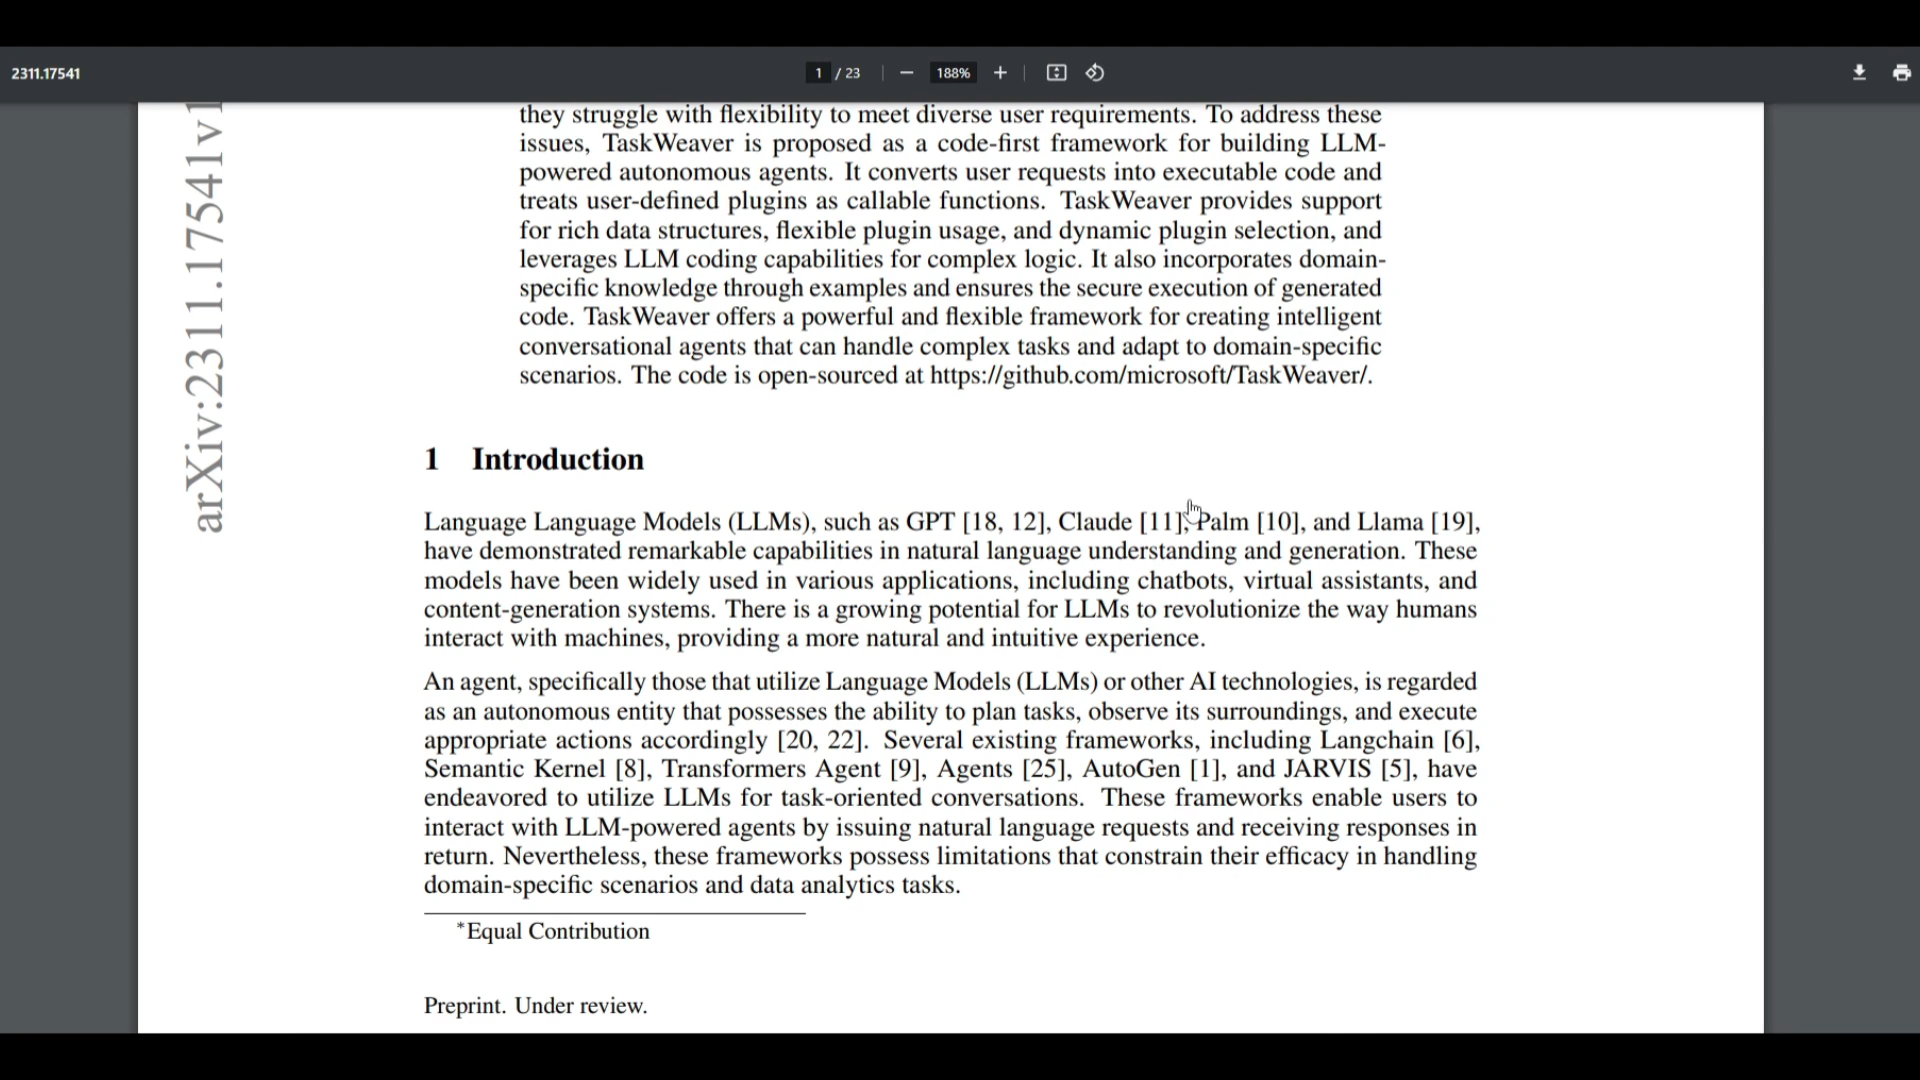 2311.17541
1 / 23
188%
arXiv:2311.17541v1
they struggle with flexibility to meet diverse user requirements. To address these
issues, TaskWeaver is proposed as a code-first framework for building LLM-
powered autonomous agents. It converts user requests into executable code and
treats user-defined plugins as callable functions. TaskWeaver provides support
for rich data structures, flexible plugin usage, and dynamic plugin selection, and
leverages LLM coding capabilities for complex logic. It also incorporates domain-
specific knowledge through examples and ensures the secure execution of generated
code. TaskWeaver offers a powerful and flexible framework for creating intelligent
conversational agents that can handle complex tasks and adapt to domain-specific
scenarios. The code is open-sourced at https://github.com/microsoft/TaskWeaver/.
1 Introduction
Language Language Models (LLMs), such as GPT [18, 12], Claude [11], Palm [10], and Llama [19],
have demonstrated remarkable capabilities in natural language understanding and generation. These
models have been widely used in various applications, including chatbots, virtual assistants, and
content-generation systems. There is a growing potential for LLMs to revolutionize the way humans
interact with machines, providing a more natural and intuitive experience.
An agent, specifically those that utilize Language Models (LLMs) or other AI technologies, is regarded
as an autonomous entity that possesses the ability to plan tasks, observe its surroundings, and execute
appropriate actions accordingly [20, 22]. Several existing frameworks, including Langchain [6],
Semantic Kernel [8], Transformers Agent [9], Agents [25], AutoGen [1], and JARVIS [5], have
endeavored to utilize LLMs for task-oriented conversations. These frameworks enable users to
interact with LLM-powered agents by issuing natural language requests and receiving responses in
return. Nevertheless, these frameworks possess limitations that constrain their efficacy in handling
domain-specific scenarios and data analytics tasks.
*Equal Contribution
Preprint. Under review.